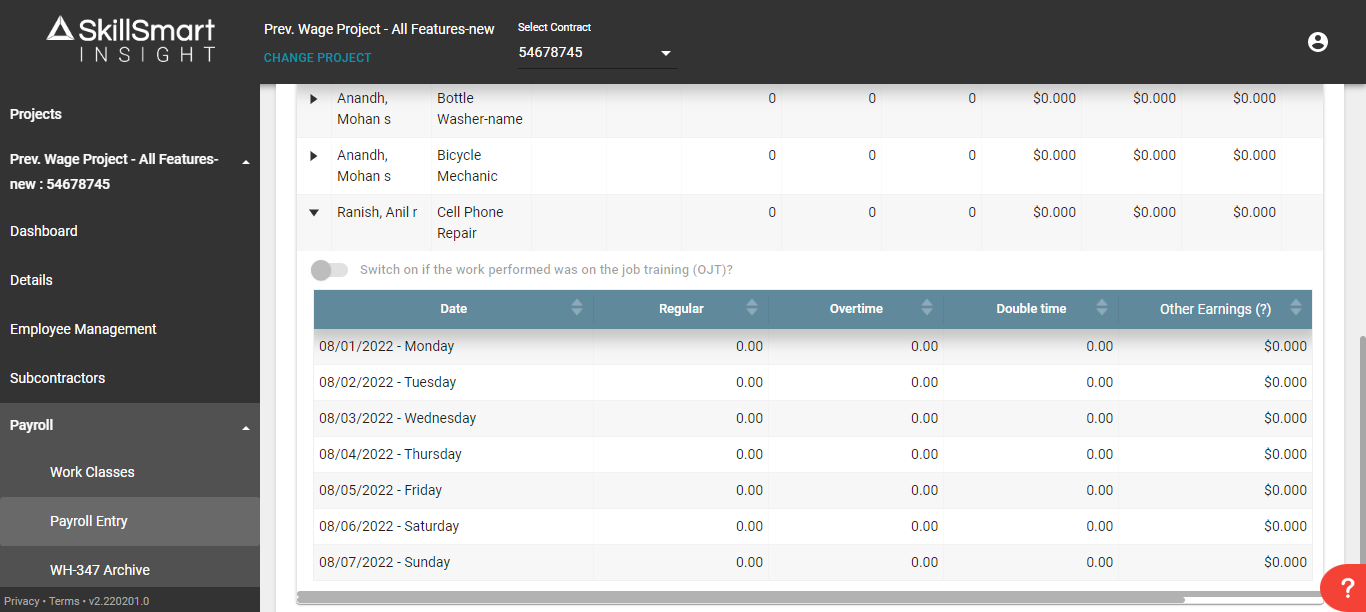 SkillSmart
INSIGHT
Prev. Wage Project - All Features-new
CHANGE PROJECT
Select Contract
54678745
Projects
Prev. Wage Project - All Features-
new : 54678745
Dashboard
Details
Employee Management
Subcontractors
Payroll
Work Classes
Payroll Entry
WH-347 Archive
Privacy • Terms • v2.220201.0
Anandh, Bottle 0 0 0 $0.000 $0.000 $0.000
Mohan s Washer-name
Anandh, Bicycle 0 0 0 $0.000 $0.000 $0.000
Mohan s Mechanic
Ranish, Anil r Cell Phone 0 0 0 $0.000 $0.000 $0.000
Repair
Switch on if the work performed was on the job training (OJT)?
Date Regular Overtime Double time Other Earnings (?)
08/01/2022 - Monday 0.00 0.00 0.00 $0.000
08/02/2022 - Tuesday 0.00 0.00 0.00 $0.000
08/03/2022 - Wednesday 0.00 0.00 0.00 $0.000
08/04/2022 - Thursday 0.00 0.00 0.00 $0.000
08/05/2022 - Friday 0.00 0.00 0.00 $0.000
08/06/2022 - Saturday 0.00 0.00 0.00 $0.000
08/07/2022 - Sunday 0.00 0.00 0.00 $0.000
?